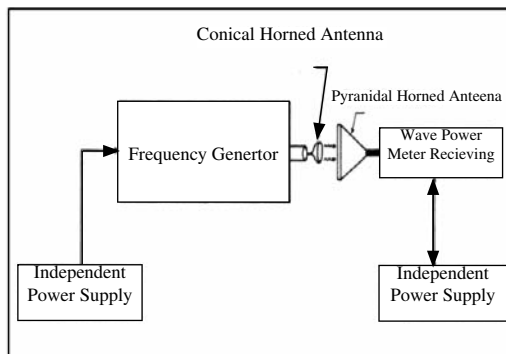 Conical Horned Antenna
Pyranidal Horned Anteena
Frequency Genertor
Wave Power
Meter Recieving
Independent
Power Supply
Independent
Power Supply